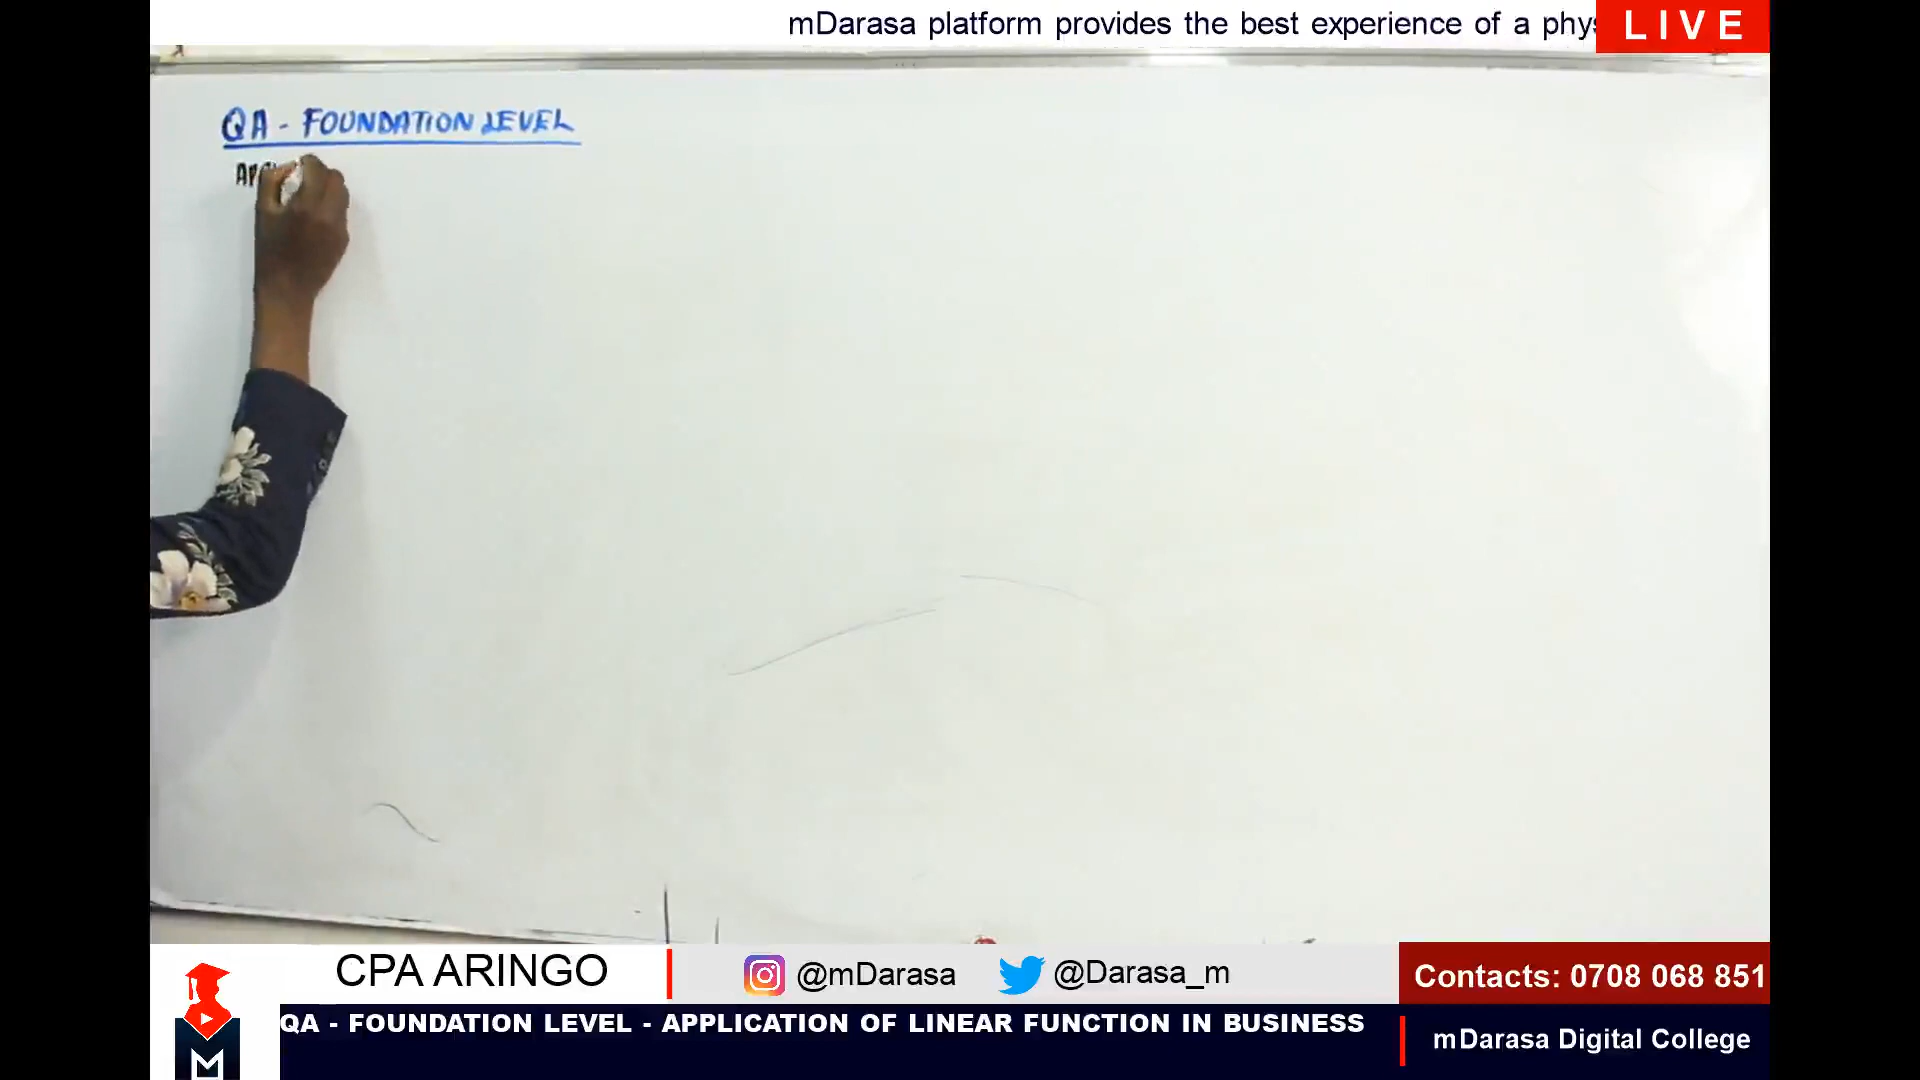 mDarasa platform provides the best experience of a phys
LIVE
QA - FOUNDATION LEVEL
CPA ARINGO
@mDarasa
@Darasa_m
Contacts: 0708 068 851
QA - FOUNDATION LEVEL - APPLICATION OF LINEAR FUNCTION IN BUSINESS
mDarasa Digital College
M